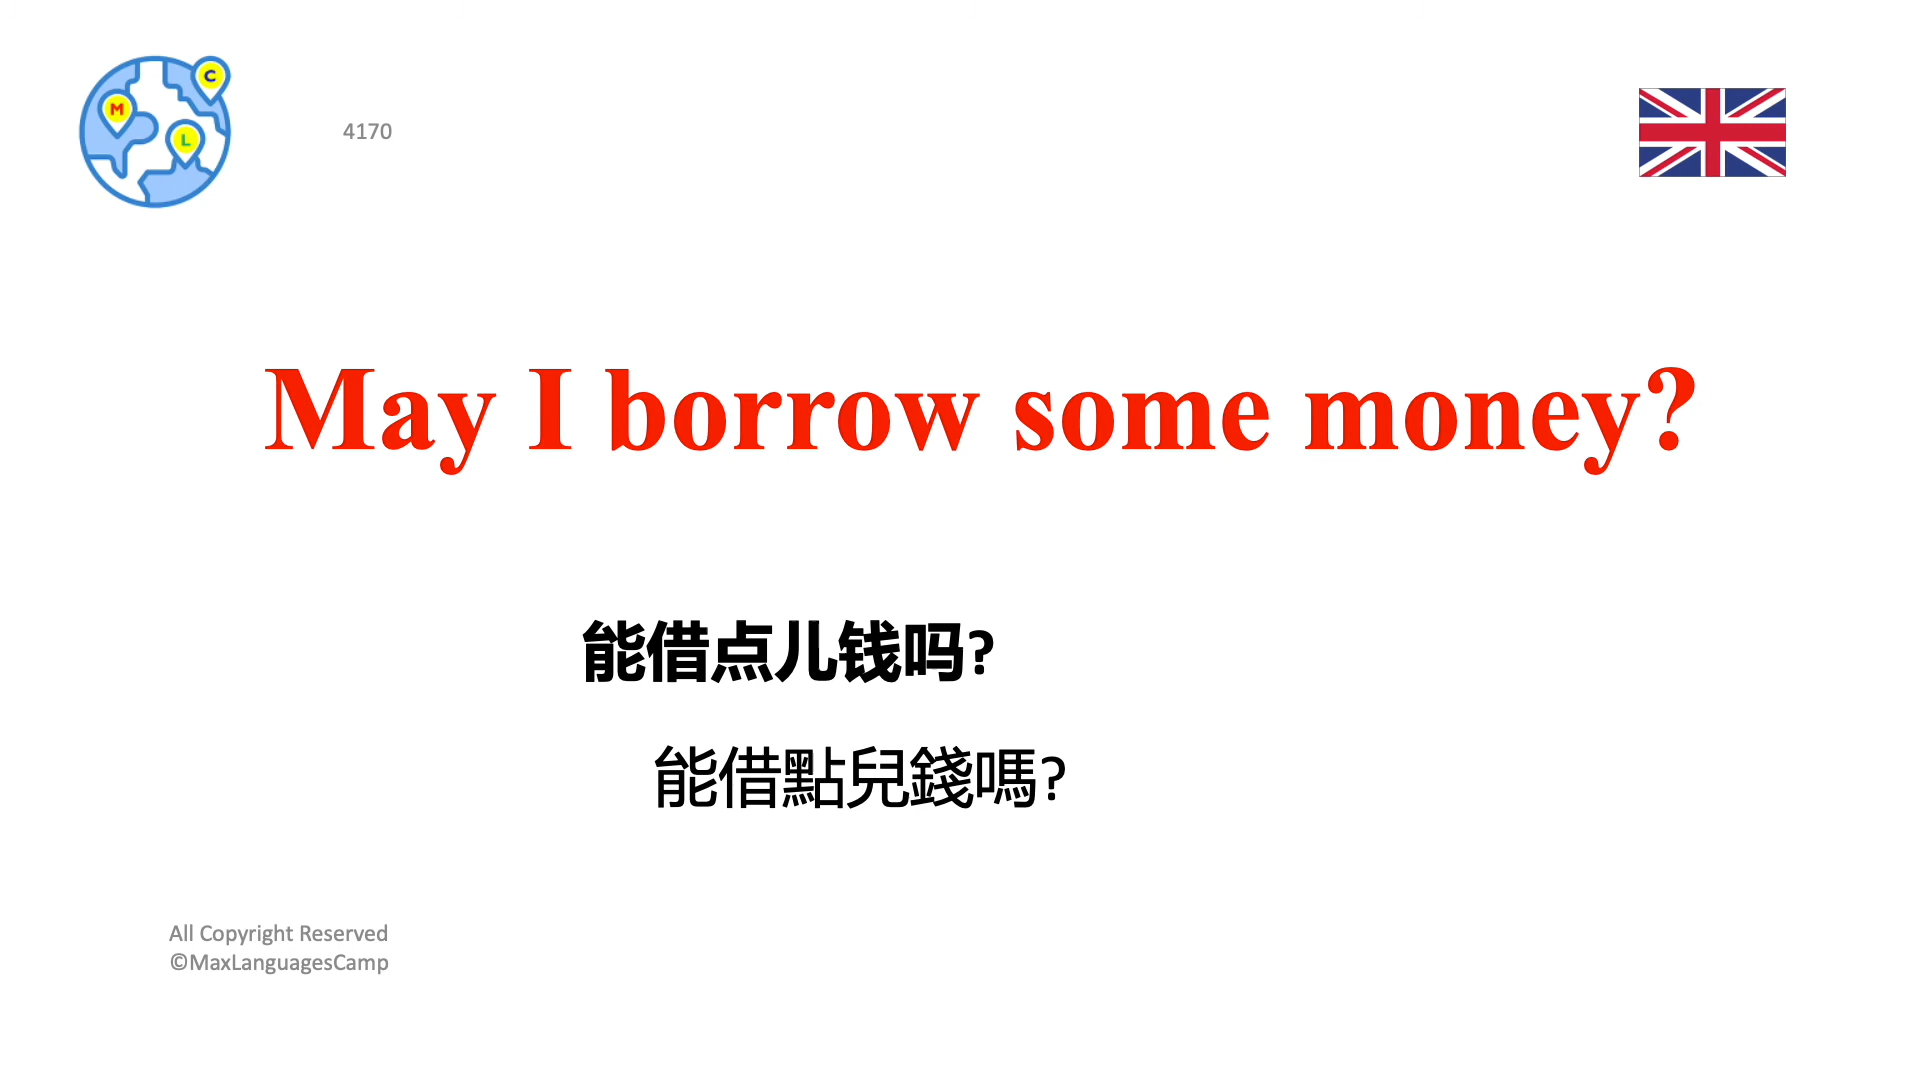 C
M
L
4170
May I borrow some money?
能借点儿钱吗?
能借點兒錢嗎?
All Copyright Reserved
©MaxLanguagesCamp